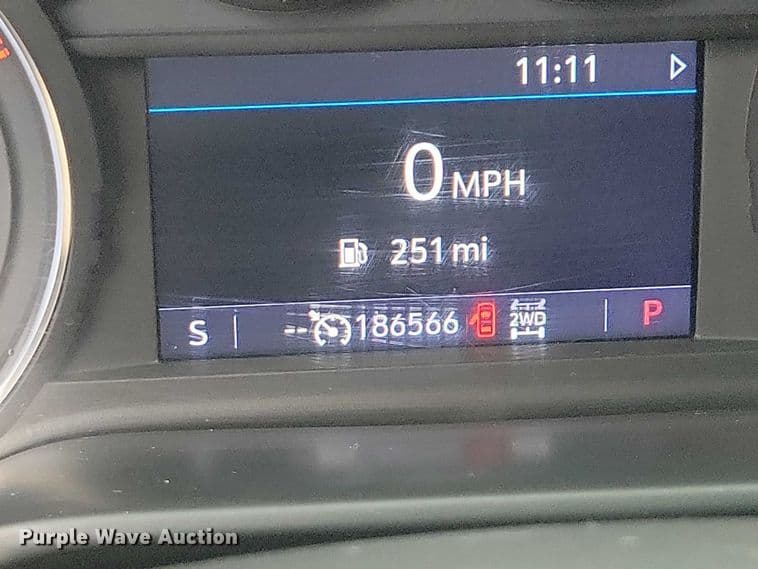 11:11
0 MPH
251 mi
S -- 186566 2WD P
Purple Wave Auction